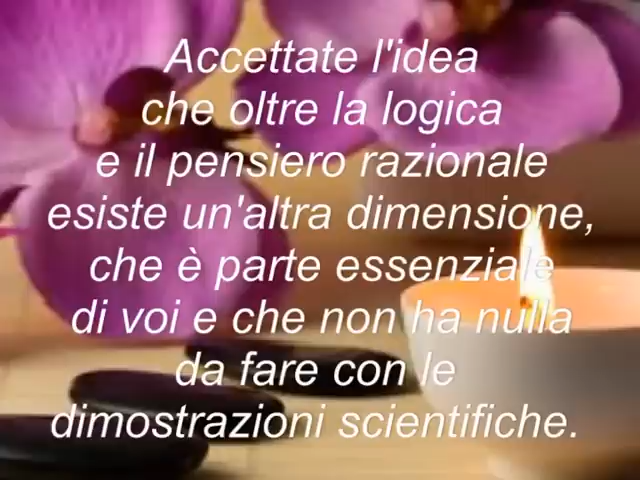 Accettate l'idea
che oltre la logica
e il pensiero razionale
esiste un'altra dimensione,
che è parte essenziale
di voi e che non ha nulla
da fare con le
dimostrazioni scientifiche.